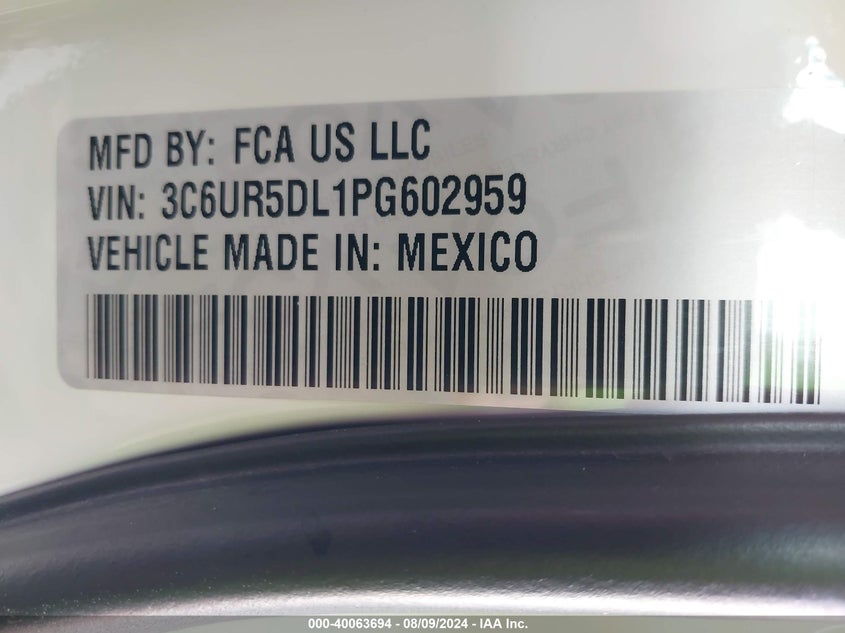 MFD BY: FCA US LLC
VIN: 3C6UR5DL1PG602959
VEHICLE MADE IN: MEXICO
000-40063694 - 08/09/2024 - IAA Inc.